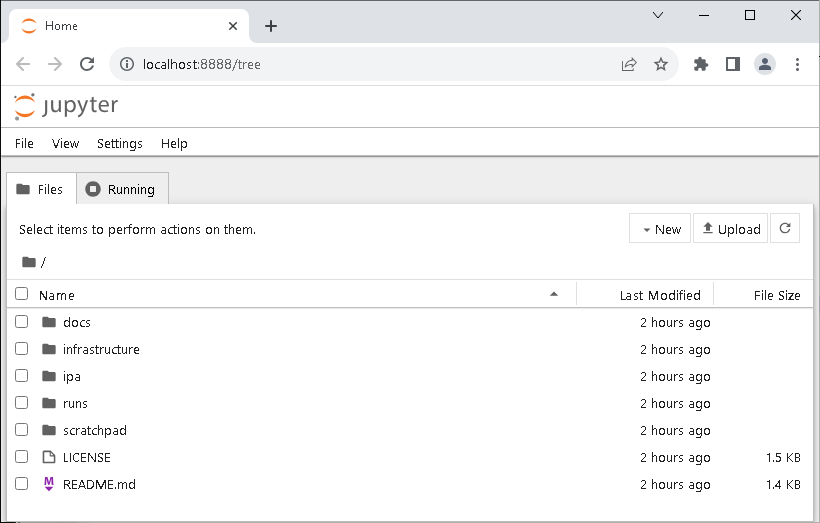 Home
localhost:8888/tree
jupyter
File View Settings Help
Files Running
Select items to perform actions on them.
New Upload
/
Name Last Modified File Size
docs 2 hours ago
infrastructure 2 hours ago
ipa 2 hours ago
runs 2 hours ago
scratchpad 2 hours ago
LICENSE 2 hours ago 1.5 KB
README.md 2 hours ago 1.4 KB